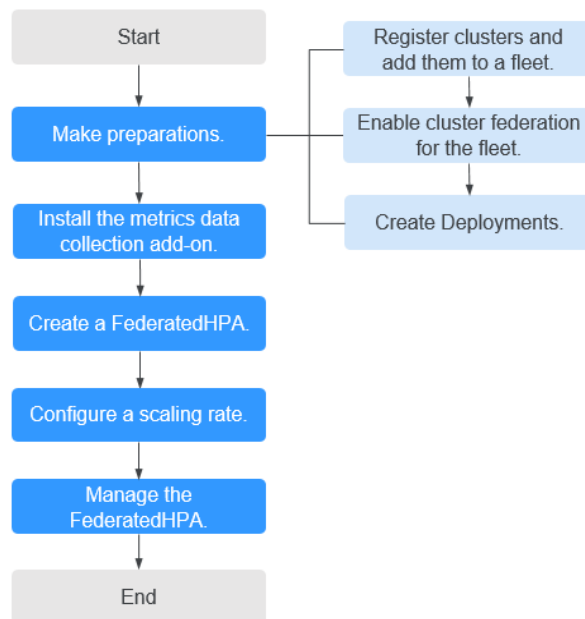 Start
Make preparations.
Install the metrics data
collection add-on.
Create a FederatedHPA.
Configure a scaling rate.
Manage the
FederatedHPA.
End
Register clusters and
add them to a fleet.
Enable cluster federation
for the fleet.
Create Deployments.